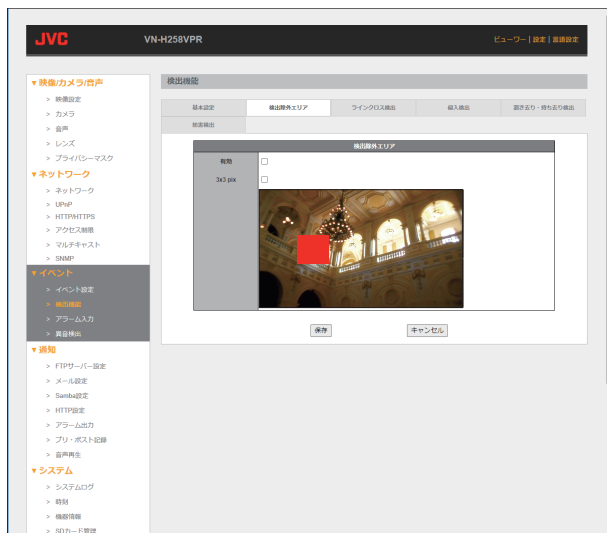 JVC VN-H258VPR ビューワー | 設定 | 言語設定
▼映像/カメラ/音声
> 映像設定
> カメラ
> 音声
> レンズ
> プライバシーマスク
▼ネットワーク
> ネットワーク
> UPnP
> HTTP/HTTPS
> アクセス制限
> マルチキャスト
> SNMP
▼イベント
> イベント設定
> 検出機能
> アラーム入力
> 異音検出
▼通知
> FTPサーバー設定
> メール設定
> Samba設定
> HTTP設定
> アラーム出力
> プリ・ポスト記録
> 音声再生
▼システム
> システムログ
> 時刻
> 機器情報
> SDカード管理
検出機能
基本設定 検出除外エリア ラインクロス検出 侵入検出 置き去り・持ち去り検出
妨害検出
検出除外エリア
有効
3x3 pix
保存 キャンセル